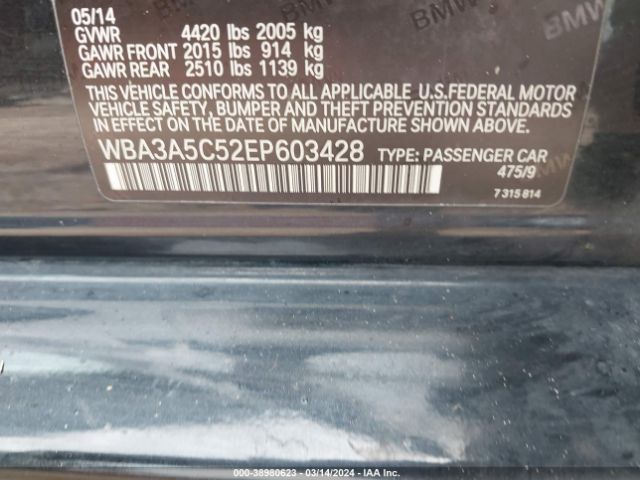 BMW BMW
05/14
GVWR 4420 lbs 2005 kg
GAWR FRONT 2015 lbs 914 kg
GAWR REAR 2510 lbs 1139 kg
THIS VEHICLE CONFORMS TO ALL APPLICABLE U.S.FEDERAL MOTOR
VEHICLE SAFETY, BUMPER AND THEFT PREVENTION STANDARDS
IN EFFECT ON THE DATE OF MANUFACTURE SHOWN ABOVE.
WBA3A5C52EP603428 TYPE: PASSENGER CAR
475/9
7 315 814
BMW
000-38980623 - 03/14/2024 - IAA Inc.